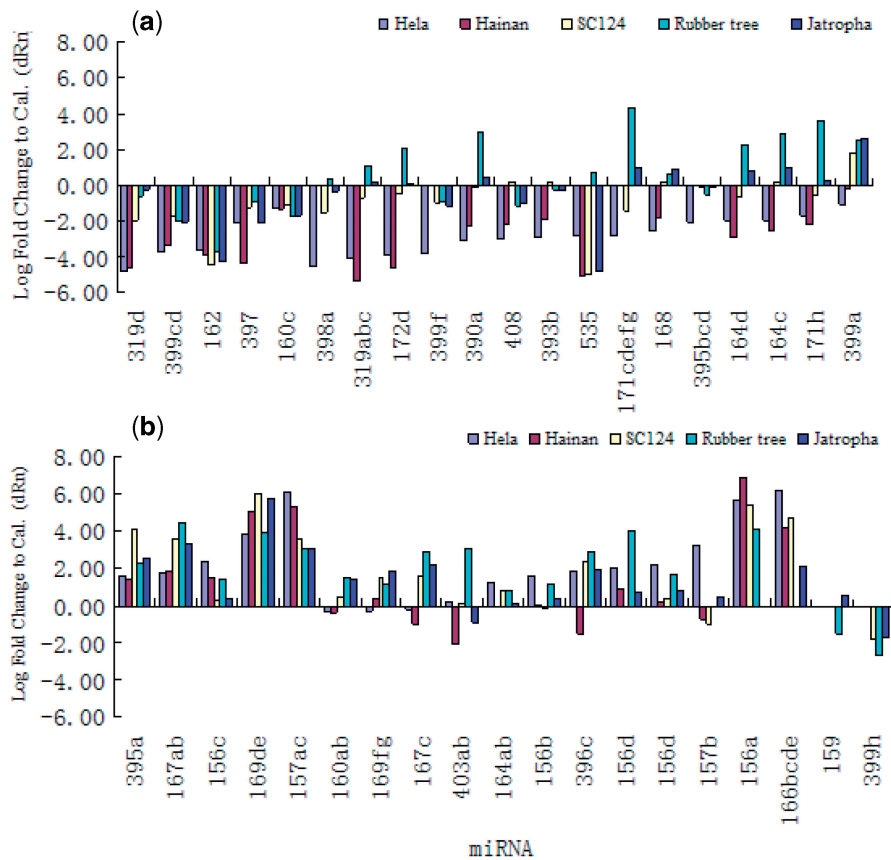 (a)
Hela Hainan SC124 Rubber tree Jatropha
Log Fold Change to Cal. (dRn)
8.00
6.00
4.00
2.00
0.00
-2.00
-4.00
-6.00
319d 399cd 162 397 160c 398a 319abc 172d 399f 390a 408 393b 535 171cdefg 168 395bcd 164d 164c 171h 399a
(b)
Hela Hainan SC124 Rubber tree Jatropha
Log Fold Change to Cal. (dRn)
8.00
6.00
4.00
2.00
0.00
-2.00
-4.00
-6.00
395a 167ab 156c 169de 157ac 160ab 169fg 167c 403ab 164ab 156b 396c 156d 156d 157b 156a 166bcde 159 399h
miRNA